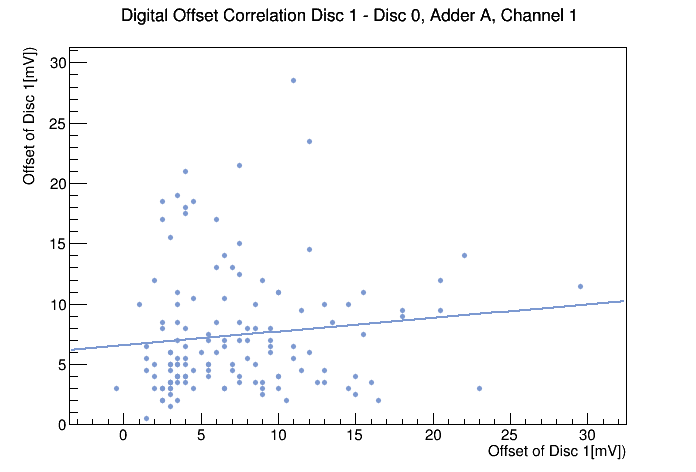 Digital Offset Correlation Disc 1 - Disc 0, Adder A, Channel 1
Offset of Disc 1[mV])
30
25
20
15
10
5
0
0 5 10 15 20 25 30
Offset of Disc 1[mV])